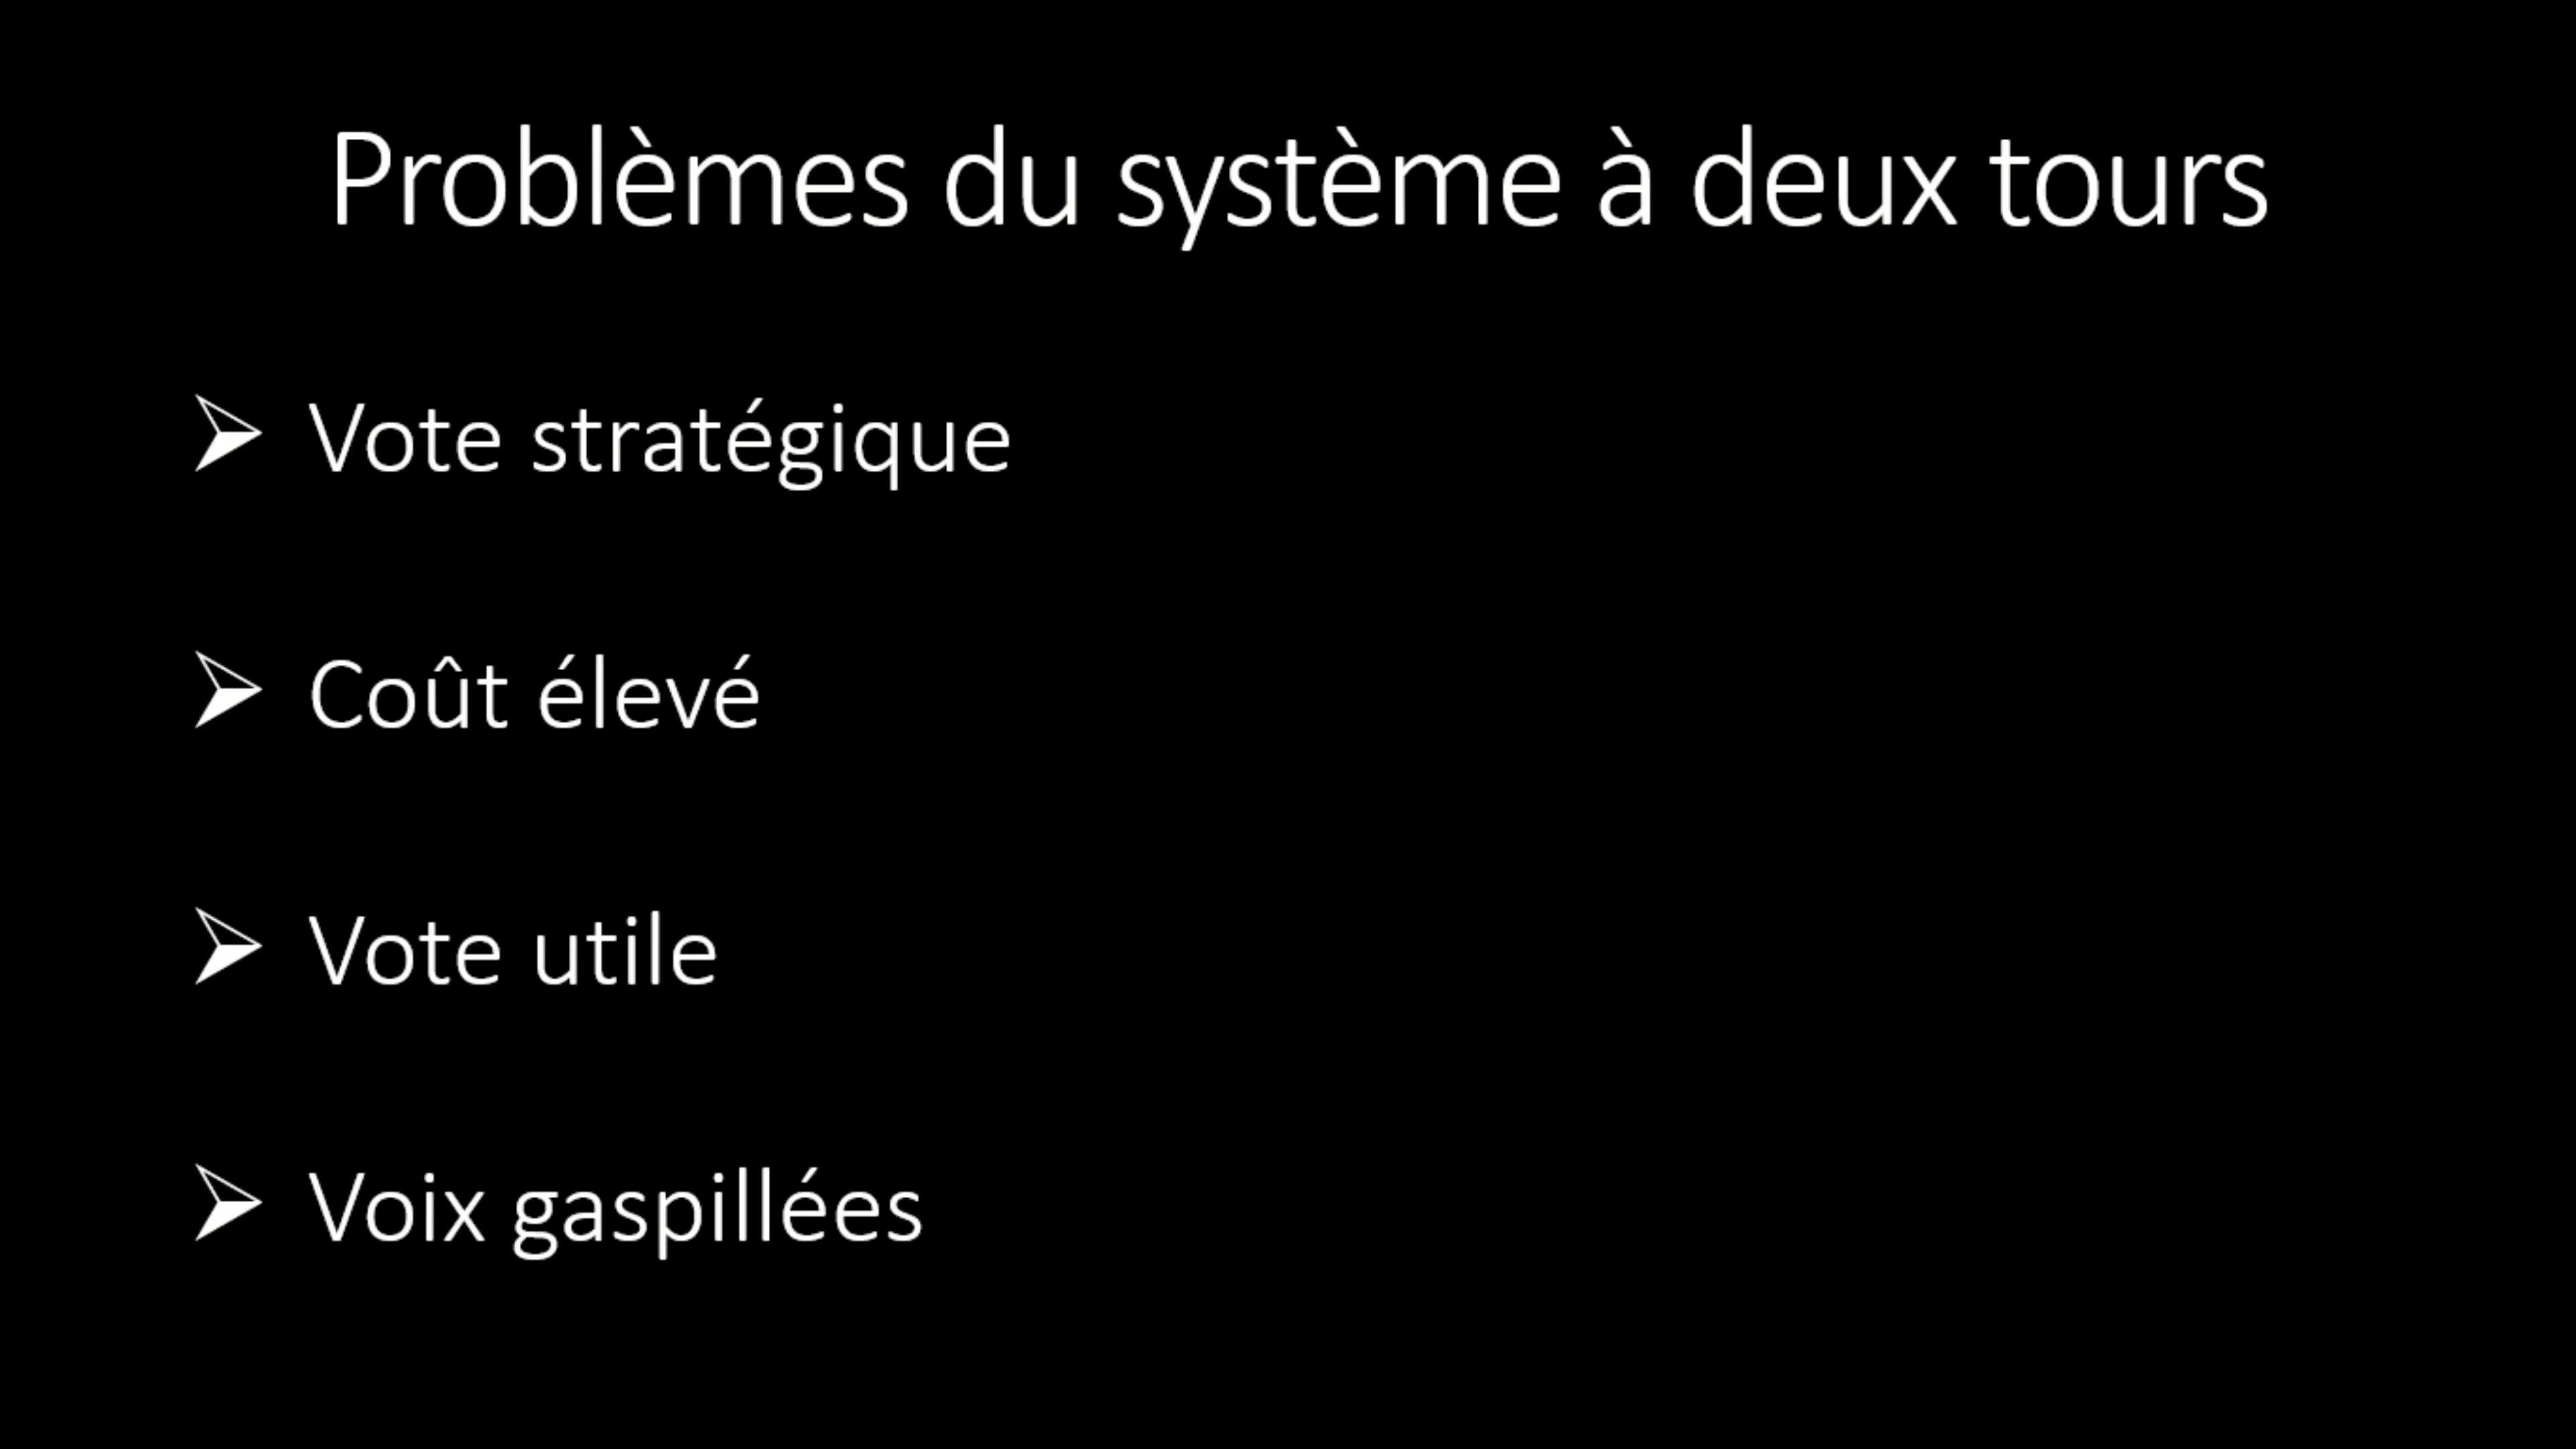 Problèmes du système à deux tours
➢ Vote stratégique
➢ Coût élevé
➢ Vote utile
➢ Voix gaspillées